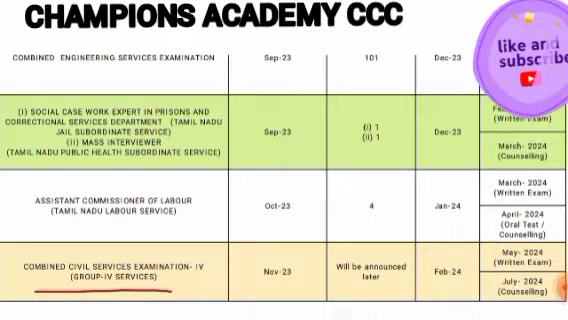 CHAMPIONS ACADEMY CCC
like and
subscribe
COMBINED ENGINEERING SERVICES EXAMINATION
Sep-23
101
Dec-23
(I) SOCIAL CASE WORK EXPERT IN PRISONS AND
CORRECTIONAL SERVICES DEPARTMENT (TAMIL NADU
JAIL SUBORDINATE SERVICE)
(II) MASS INTERVIEWER
(TAMIL NADU PUBLIC HEALTH SUBORDINATE SERVICE)
Sep-23
(i) 1
(ii) 1
Dec-23
(Written Exam)
March- 2024
(Counselling)
ASSISTANT COMMISSIONER OF LABOUR
(TAMIL NADU LABOUR SERVICE)
Oct-23
4
Jan-24
March- 2024
(Written Exam)
April- 2024
(Oral Test /
Counselling)
COMBINED CIVIL SERVICES EXAMINATION- IV
(GROUP-IV SERVICES)
Nov-23
Will be announced
later
Feb-24
May- 2024
(Written Exam)
July- 2024
(Counselling)